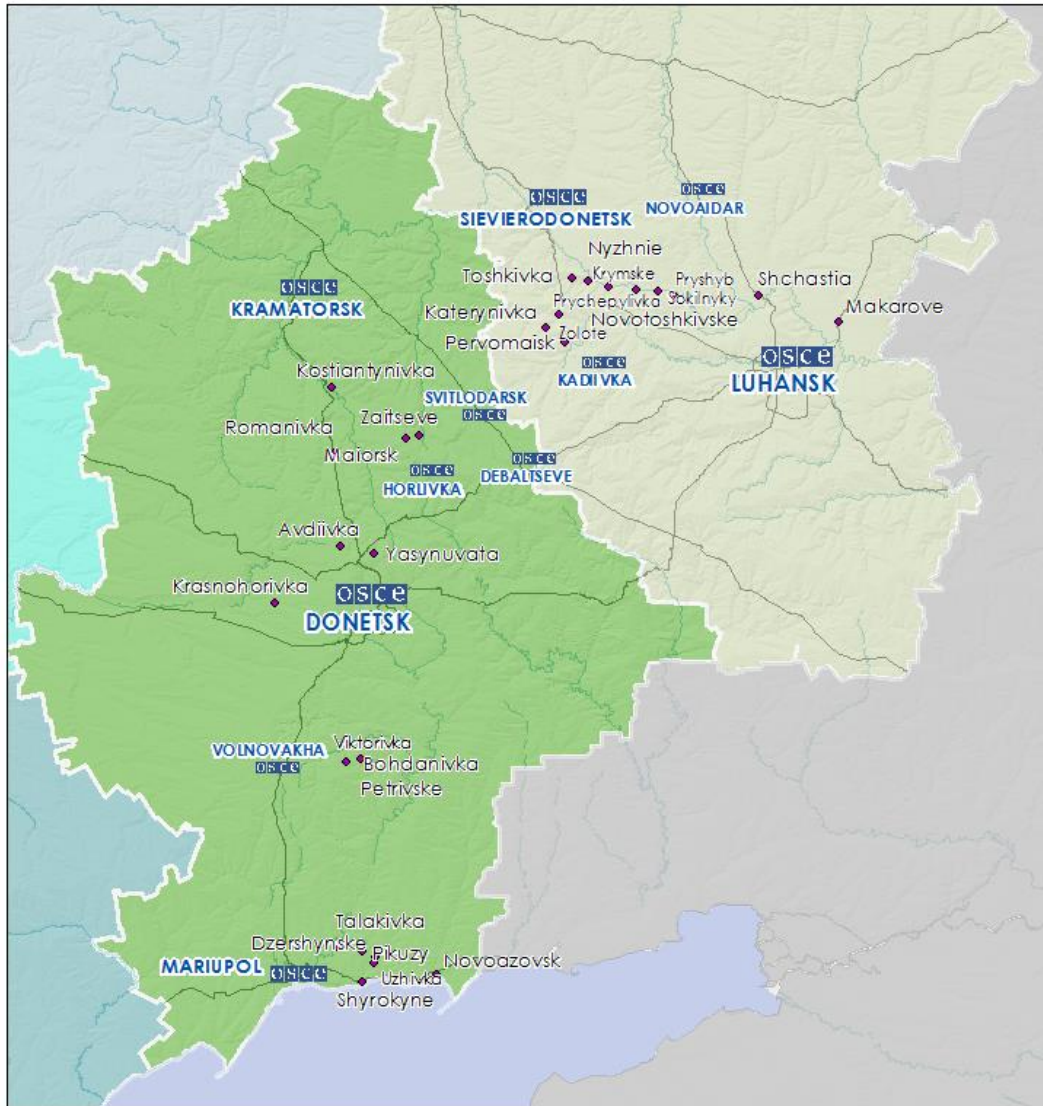 osce
SIEVIERODONETSK
osce
NOVOAIDAR
Nyzhnie
Toshkivka
Krymske
Pryshyb
Shchastia
Prychepylivka
Sokilnyky
Makarove
Katerynivka
Novotoshkivske
Zolote
Pervomaisk
osce
KADIIVKA
osce
LUHANSK
osce
KRAMATORSK
Kostiantynivka
SVITLODARSK
osce
Zaitseve
Romanivka
Maiorsk
osce
HORLIVKA
osce
DEBALTSEVE
Avdiivka
Yasynuvata
Krasnohorivka
osce
DONETSK
VOLNOVAKHA
osce
Viktorivka
Bohdanivka
Petrivske
Talakivka
Dzershynske
Pikuzy
Novoazovsk
MARIUPOL osce
Uzhivka
Shyrokyne